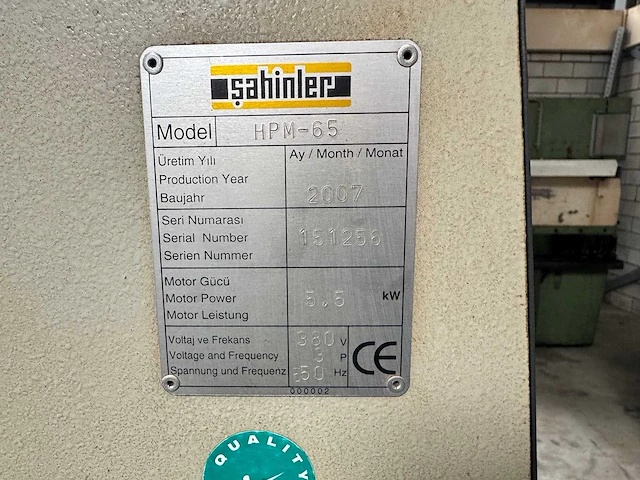 şahinler
Model HPM-65
Üretim Yılı
Production Year
Baujahr
Ay / Month / Monat
2007
Seri Numarası
Serial Number
Serien Nummer
151256
Motor Gücü
Motor Power
Motor Leistung
5.5 kW
Voltaj ve Frekans
Voltage and Frequency
Spannung und Frequenz
380 V
3 P
50 Hz
CE
000002
QUALITY